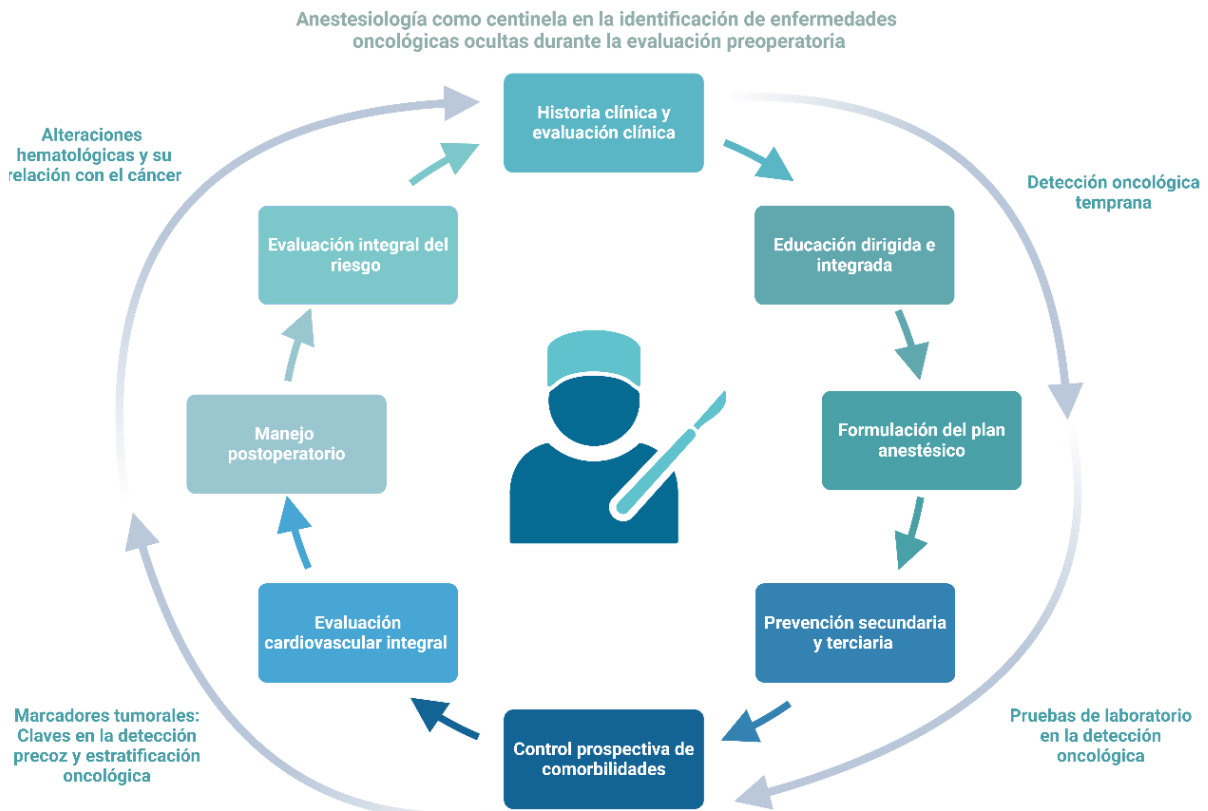 Anestesiología como centinela en la identificación de enfermedades
oncológicas ocultas durante la evaluación preoperatoria
Historia clínica y
evaluación clínica
Alteraciones
hematológicas y su
relación con el cáncer
Detección oncológica
temprana
Evaluación integral del
riesgo
Educación dirigida e
integrada
Manejo
postoperatorio
Formulación del plan
anestésico
Evaluación
cardiovascular integral
Prevención secundaria
y terciaria
Marcadores tumorales:
Claves en la detección
precoz y estratificación
oncológica
Control prospectiva de
comorbilidades
Pruebas de laboratorio
en la detección
oncológica